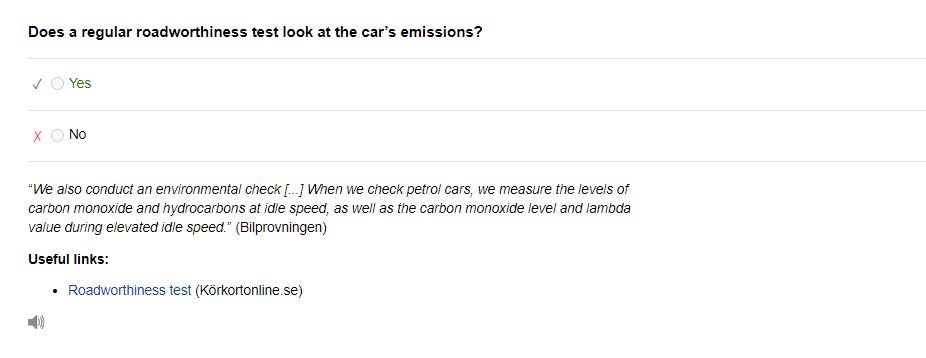 Does a regular roadworthiness test look at the car’s emissions?
✓ Yes
X No
“We also conduct an environmental check [...] When we check petrol cars, we measure the levels of
carbon monoxide and hydrocarbons at idle speed, as well as the carbon monoxide level and lambda
value during elevated idle speed.” (Bilprovningen)
Useful links:
• Roadworthiness test (Körkortonline.se)